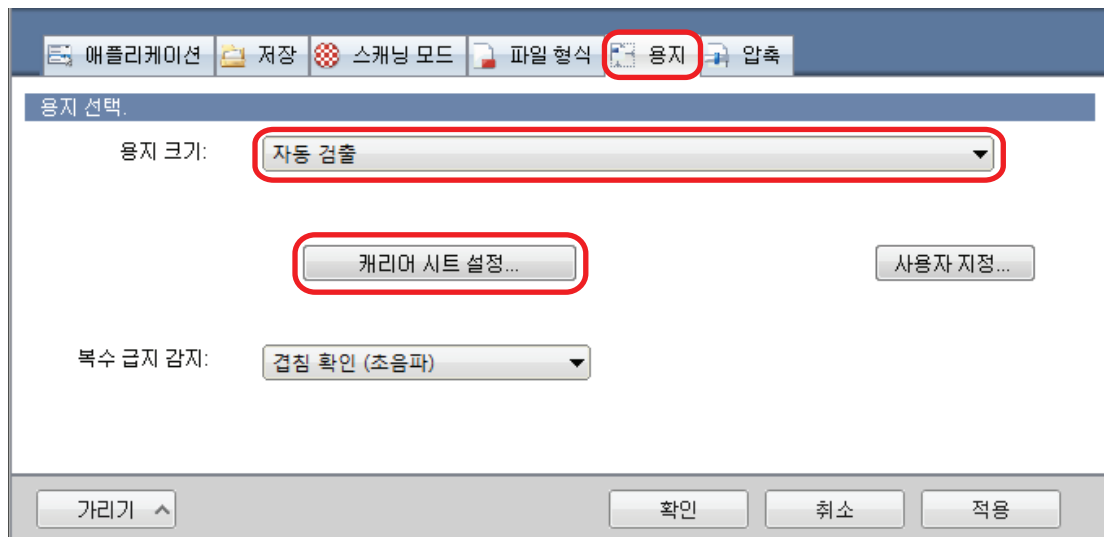 애플리케이션 저장 스캐닝 모드 파일 형식 용지 압축
용지 선택.
용지 크기: 자동 검출
캐리어 시트 설정... 사용자 지정...
복수 급지 감지: 겹침 확인 (초음파)
가리기 확인 취소 적용